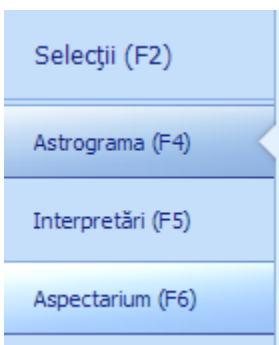 Selecţii (F2)
Astrograma (F4)
Interpretări (F5)
Aspectarium (F6)